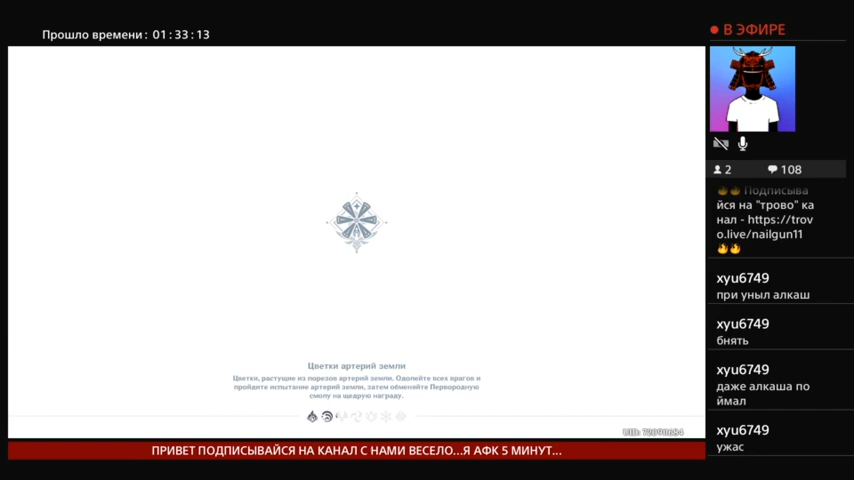 Прошло времени: 01:33:13
В ЭФИРЕ
2
108
Подписыва
йся на "трово" ка
нал - https://trov
o.live/nailgun11
xyu6749
при уныл алкаш
xyu6749
бнять
xyu6749
даже алкаша по
ймал
xyu6749
ужас
Цветки артерий земли
Цветки, растущие из порезов артерий земли. Одолейте всех врагов и
пройдите испытание артерий земли, затем обменяйте Первородную
смолу на щедрую награду.
ПРИВЕТ ПОДПИСЫВАЙСЯ НА КАНАЛ С НАМИ ВЕСЕЛО...Я АФК 5 МИНУТ...